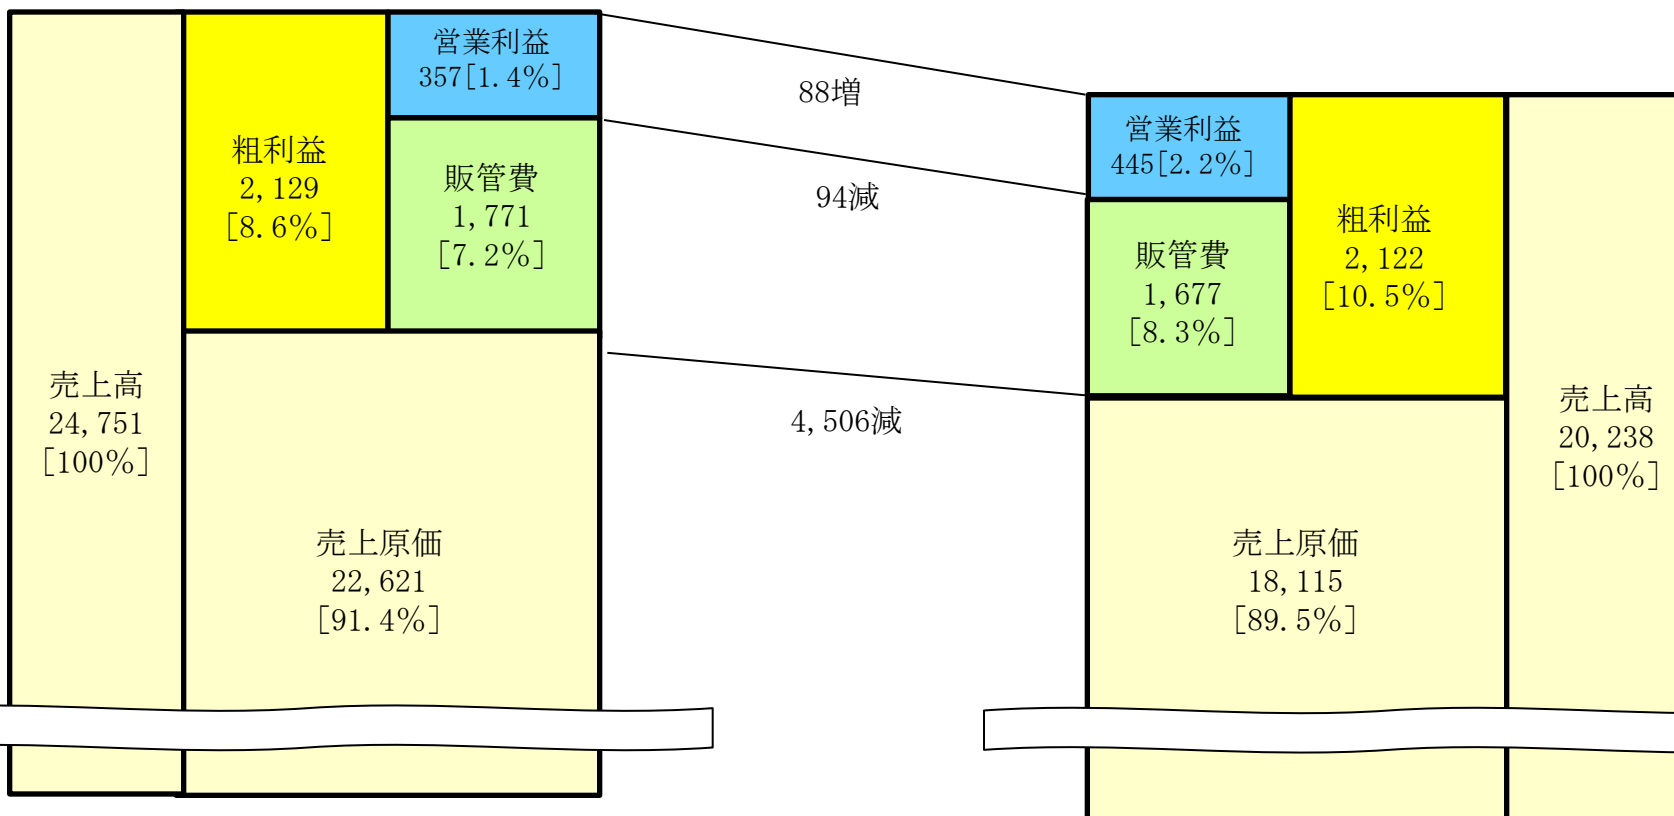 売上高
24,751
[100%]
粗利益
2,129
[8.6%]
営業利益
357[1.4%]
販管費
1,771
[7.2%]
売上原価
22,621
[91.4%]
88増
94減
4,506減
営業利益
445[2.2%]
販管費
1,677
[8.3%]
粗利益
2,122
[10.5%]
売上原価
18,115
[89.5%]
売上高
20,238
[100%]